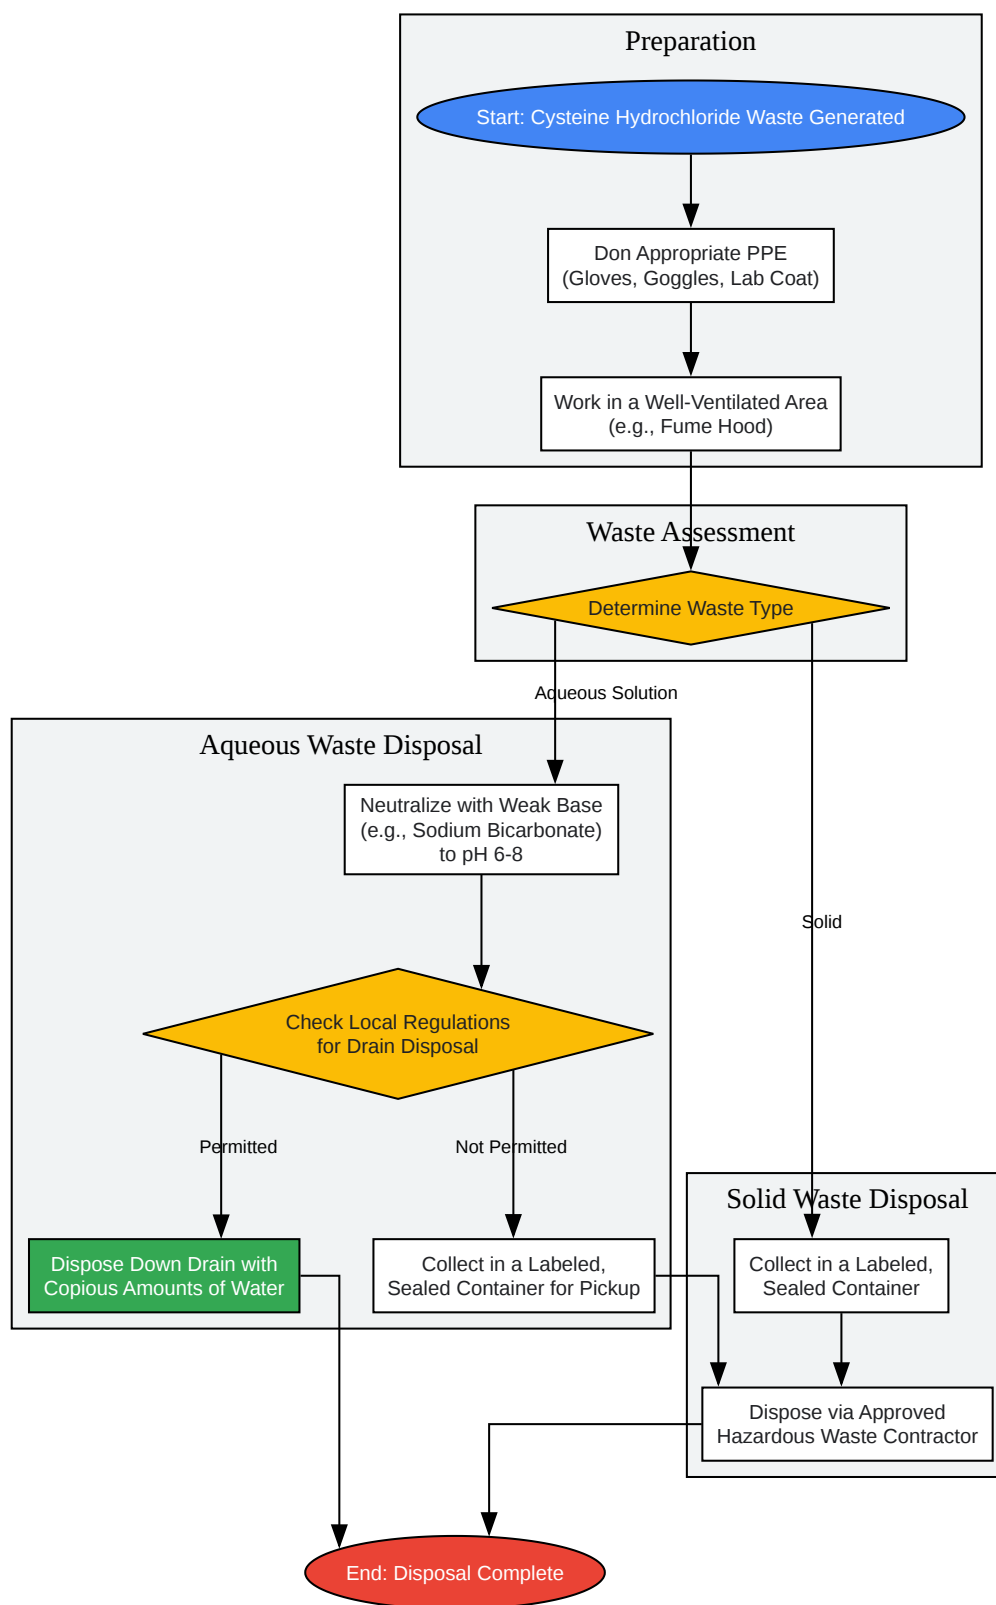 Preparation
Start: Cysteine Hydrochloride Waste Generated
Don Appropriate PPE
(Gloves, Goggles, Lab Coat)
Work in a Well-Ventilated Area
(e.g., Fume Hood)
Waste Assessment
Determine Waste Type
Aqueous Solution
Aqueous Waste Disposal
Neutralize with Weak Base
(e.g., Sodium Bicarbonate)
to pH 6-8
Solid
Check Local Regulations
for Drain Disposal
Permitted
Not Permitted
Solid Waste Disposal
Dispose Down Drain with
Copious Amounts of Water
Collect in a Labeled,
Sealed Container for Pickup
Collect in a Labeled,
Sealed Container
Dispose via Approved
Hazardous Waste Contractor
End: Disposal Complete